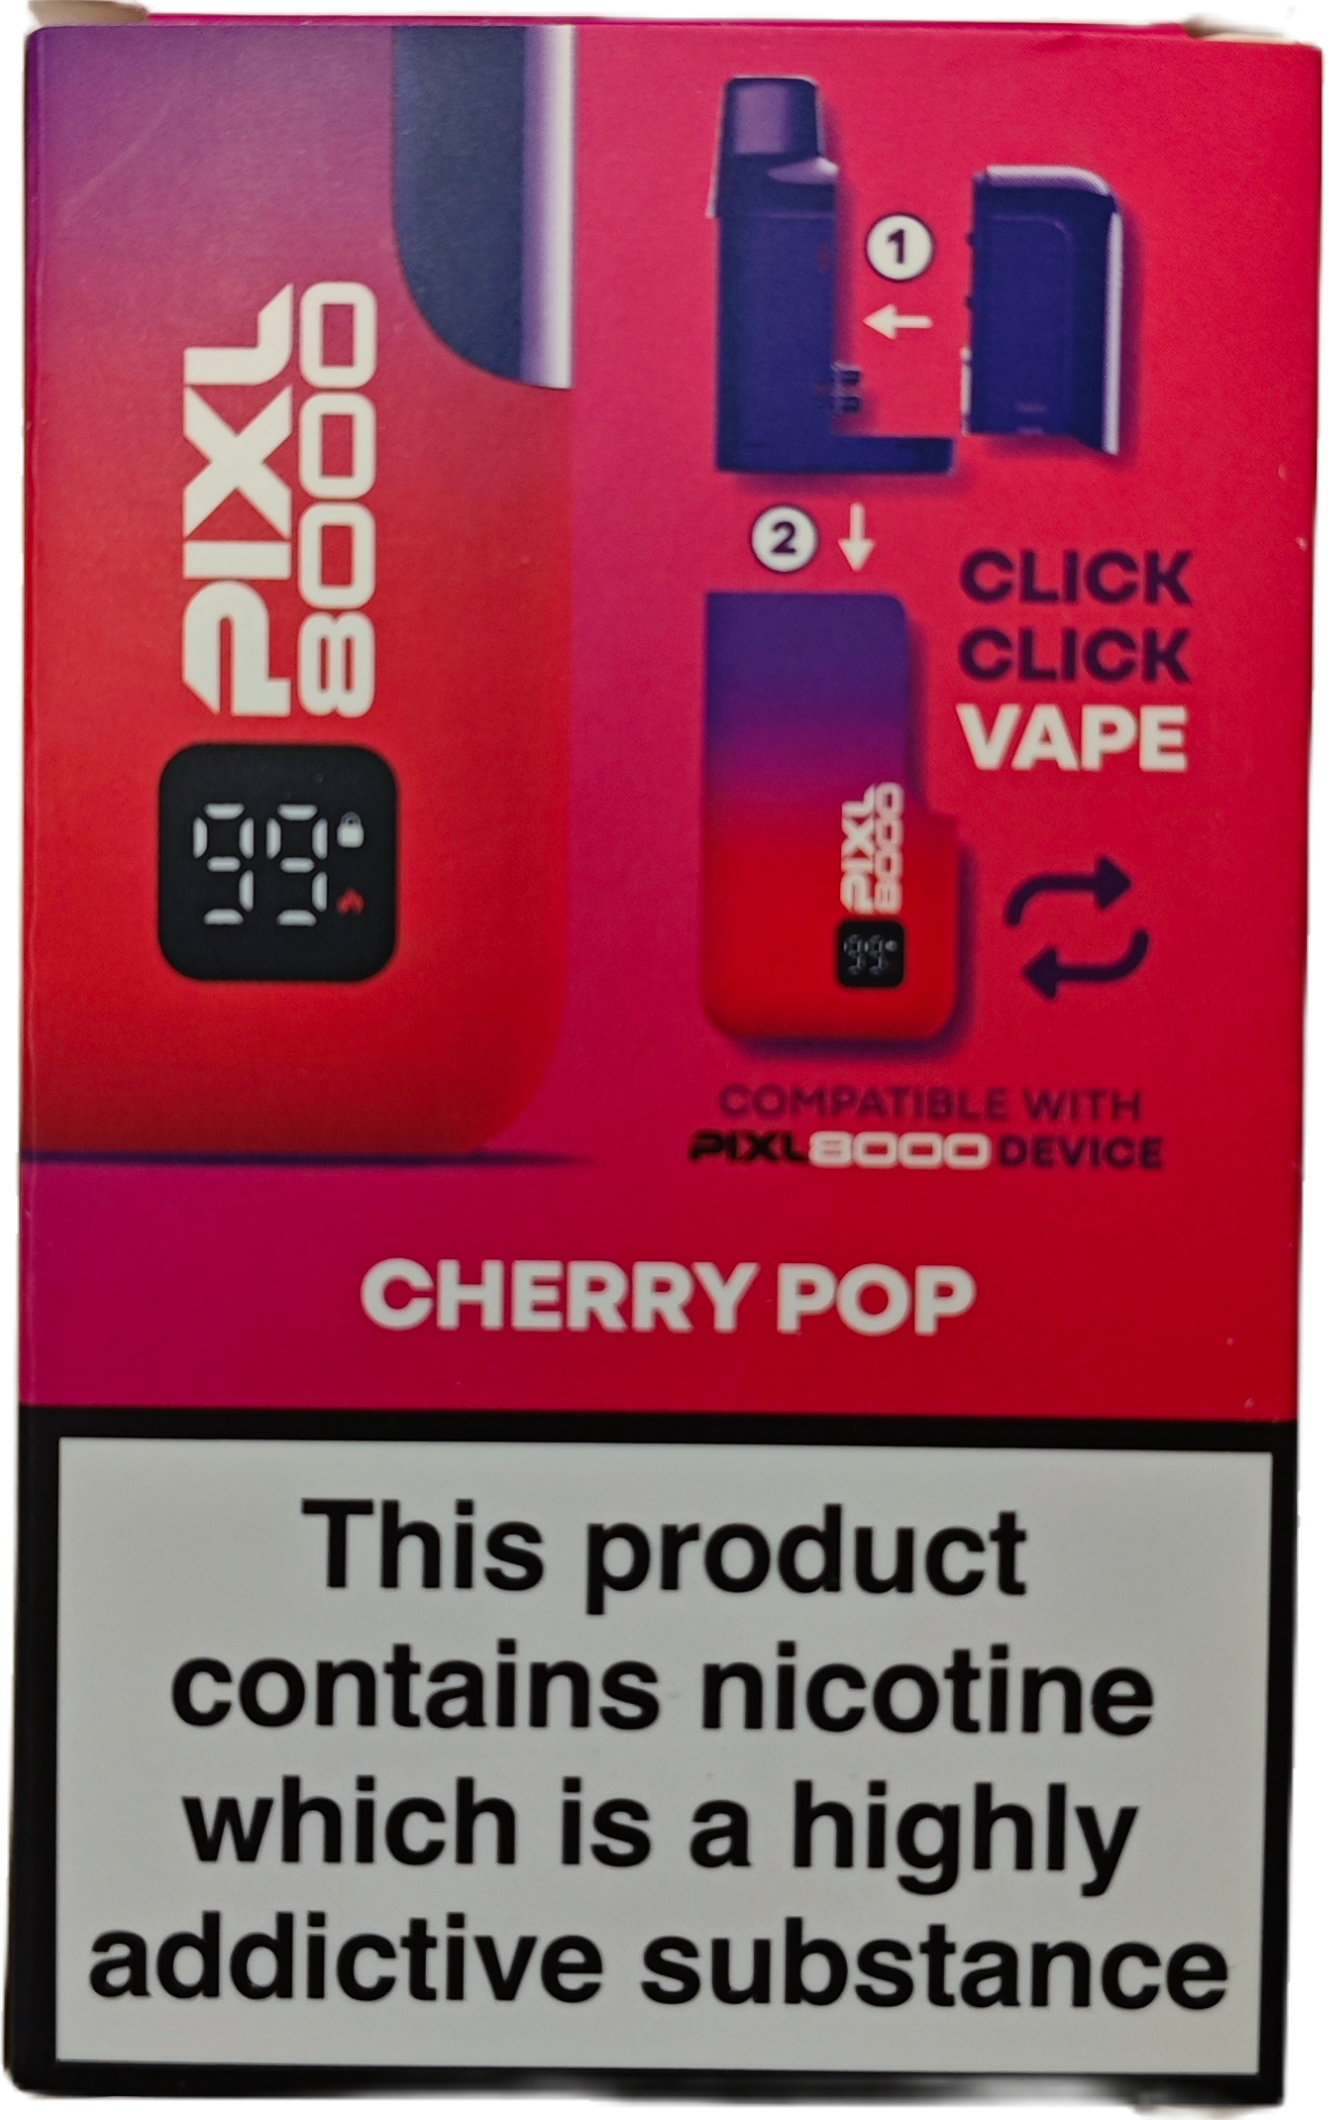 PIXL
8000
99
1
2
CLICK
CLICK
VAPE
PIXL
8000
99
COMPATIBLE WITH
PIXL8000 DEVICE
CHERRY POP
This product
contains nicotine
which is a highly
addictive substance